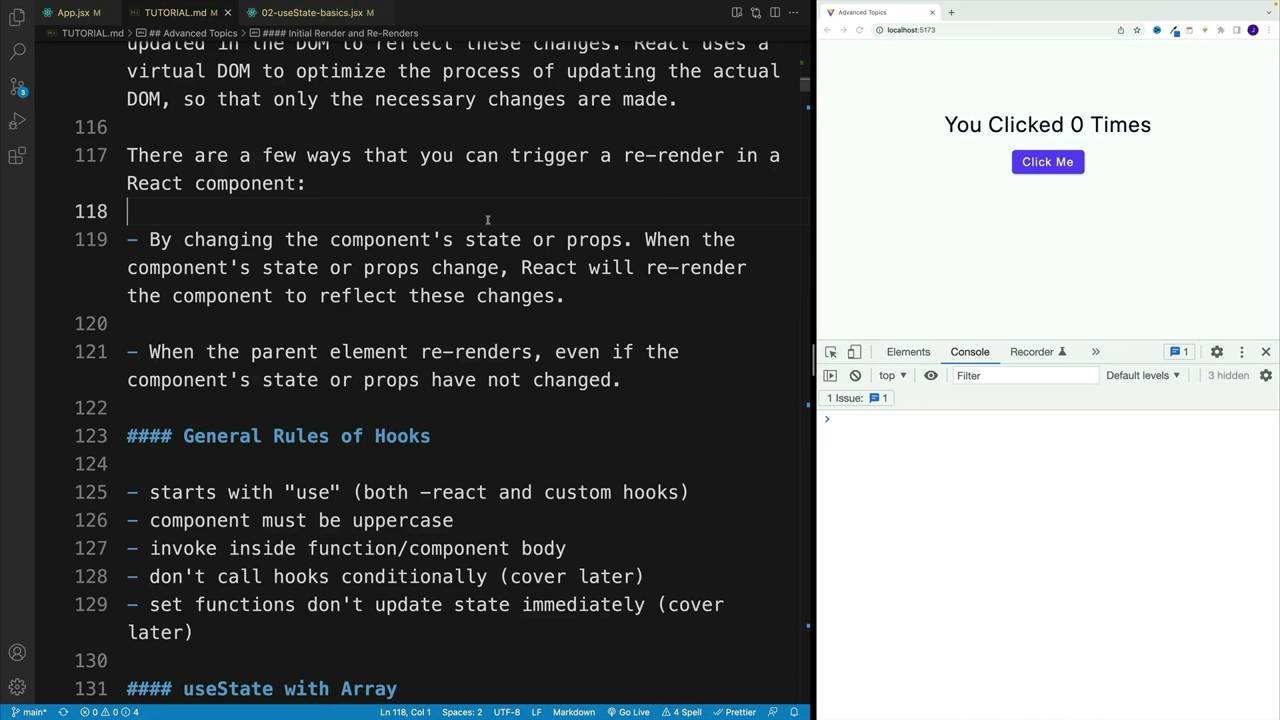 App.jsx M
TUTORIAL.md M
02-useState-basics.jsx M
TUTORIAL.md > ## Advanced Topics > #### Initial Render and Re-Renders
updated in the DOM to reflect these changes. React uses a
virtual DOM to optimize the process of updating the actual
DOM, so that only the necessary changes are made.
116
117 There are a few ways that you can trigger a re-render in a
React component:
118
119 - By changing the component's state or props. When the
component's state or props change, React will re-render
the component to reflect these changes.
120
121 - When the parent element re-renders, even if the
component's state or props have not changed.
122
123 #### General Rules of Hooks
124
125 - starts with "use" (both -react and custom hooks)
126 - component must be uppercase
127 - invoke inside function/component body
128 - don't call hooks conditionally (cover later)
129 - set functions don't update state immediately (cover
later)
130
131 #### useState with Array
3
main* 0 0 4 Ln 118, Col 1 Spaces: 2 UTF-8 LF Markdown Go Live 4 Spell Prettier
Advanced Topics
localhost:5173
J
You Clicked 0 Times
Click Me
Elements Console Recorder 1
top Filter Default levels 3 hidden
1 Issue: 1